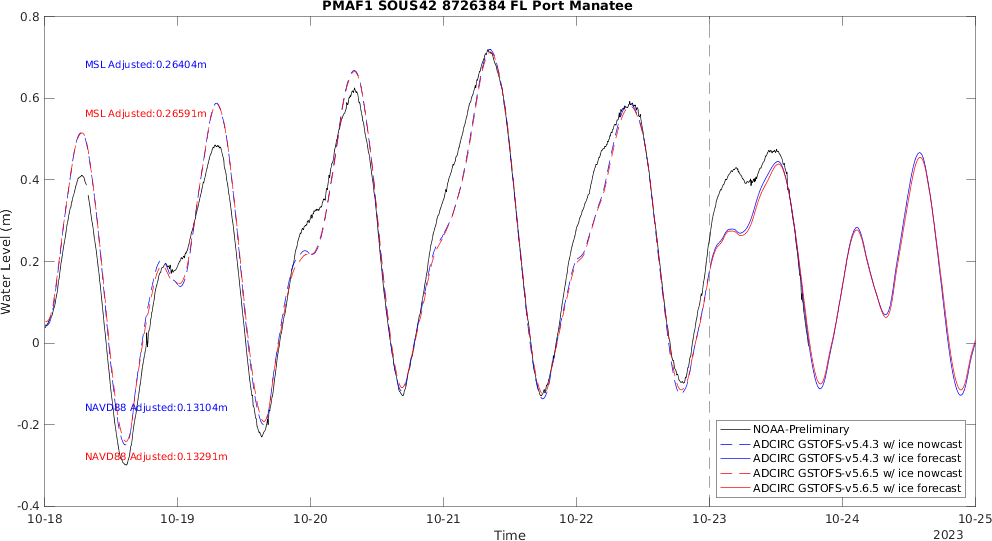 PMAF1 SOUS42 8726384 FL Port Manatee
0.8
0.6
0.4
0.2
0
-0.2
-0.4
Water Level (m)
MSL Adjusted:0.26404m
MSL Adjusted:0.26591m
NAVD88 Adjusted:0.13104m
NAVD88 Adjusted:0.13291m
NOAA-Preliminary
ADCIRC GSTOFS-v5.4.3 w/ ice nowcast
ADCIRC GSTOFS-v5.4.3 w/ ice forecast
ADCIRC GSTOFS-v5.6.5 w/ ice nowcast
ADCIRC GSTOFS-v5.6.5 w/ ice forecast
10-18 10-19 10-20 10-21 10-22 10-23 10-24 10-25
Time
2023